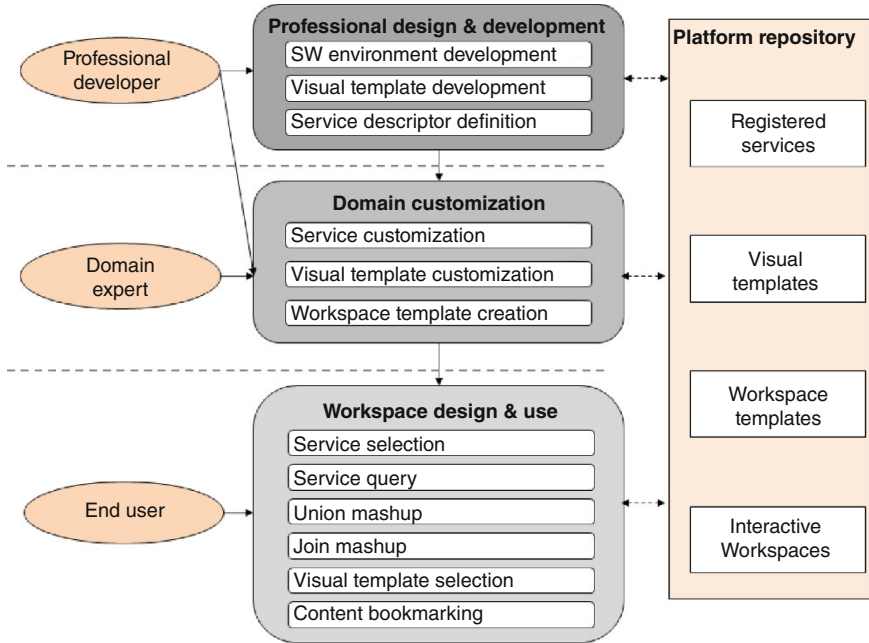 Professional design & development
SW environment development
Visual template development
Service descriptor definition
Professional
developer
Domain customization
Service customization
Visual template customization
Workspace template creation
Domain
expert
Workspace design & use
Service selection
Service query
Union mashup
Join mashup
Visual template selection
Content bookmarking
End user
Platform repository
Registered
services
Visual
templates
Workspace
templates
Interactive
Workspaces